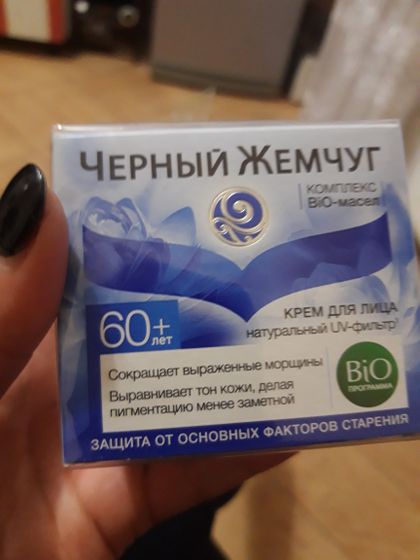 ЧЕРНЫЙ ЖЕМЧУГ
КОМПЛЕКС
BiO-масел
КРЕМ ДЛЯ ЛИЦА
натуральный UV-фильтр
60+
лет
Сокращает выраженные морщины
Выравнивает тон кожи, делая
пигментацию менее заметной
BiO
ПРОГРАММА
ЗАЩИТА ОТ ОСНОВНЫХ ФАКТОРОВ СТАРЕНИЯ